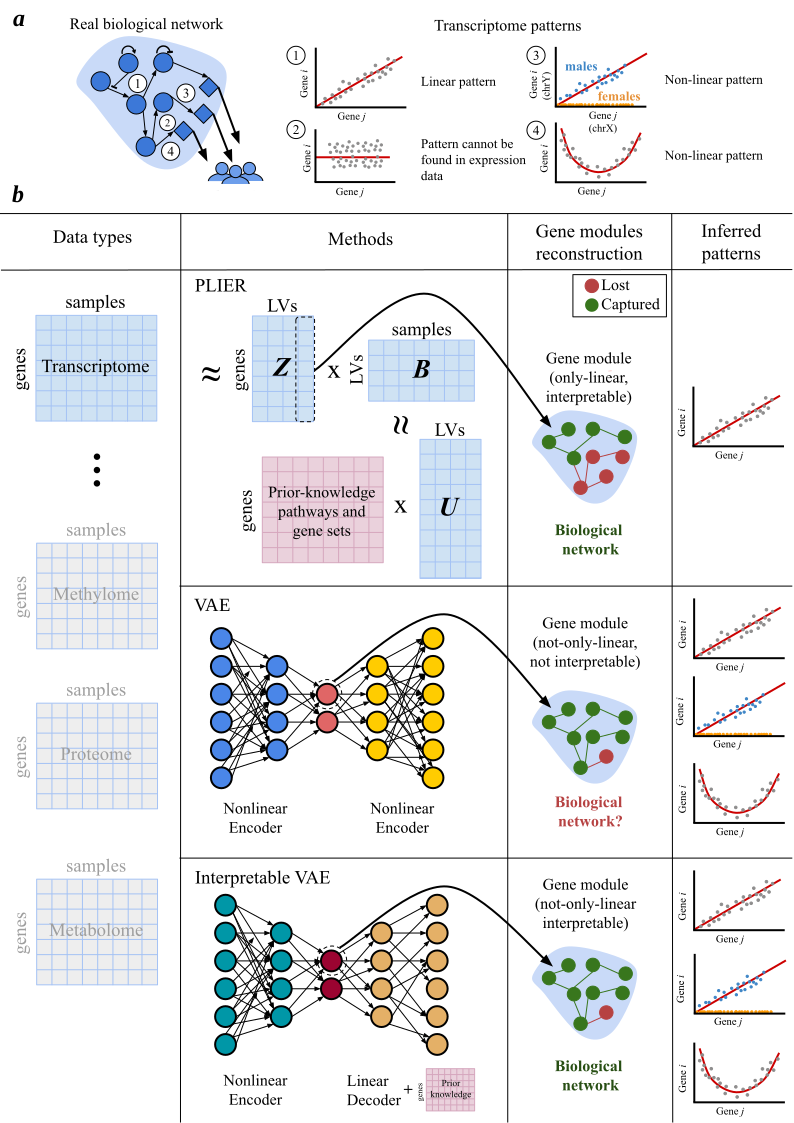 a
Real biological network
1
2
3
4
Transcriptome patterns
1
Gene i
Gene j
Linear pattern
3
Gene i
(chrY)
males
females
Gene j
(chrX)
Non-linear pattern
2
Gene i
Gene j
Pattern cannot be
found in expression
data
4
Gene i
Gene j
Non-linear pattern
b
Data types
Methods
Gene modules
reconstruction
Inferred
patterns
samples
genes
Transcriptome
samples
genes
Methylome
samples
genes
Proteome
samples
genes
Metabolome
PLIER
≈
LVs
genes
Z
x
samples
LVs
B
≈
LVs
genes
Prior-knowledge
pathways and
gene sets
x
U
Lost
Captured
Gene module
(only-linear,
interpretable)
Biological
network
Gene i
Gene j
VAE
Nonlinear
Encoder
Nonlinear
Encoder
Gene module
(not-only-linear,
not interpretable)
Biological
network?
Gene i
Gene j
Gene i
Gene j
Gene i
Gene j
Interpretable VAE
Nonlinear
Encoder
Linear
Decoder
+
genes
Prior
knowledge
Gene module
(not-only-linear
interpretable)
Biological
network
Gene i
Gene j
Gene i
Gene j
Gene i
Gene j